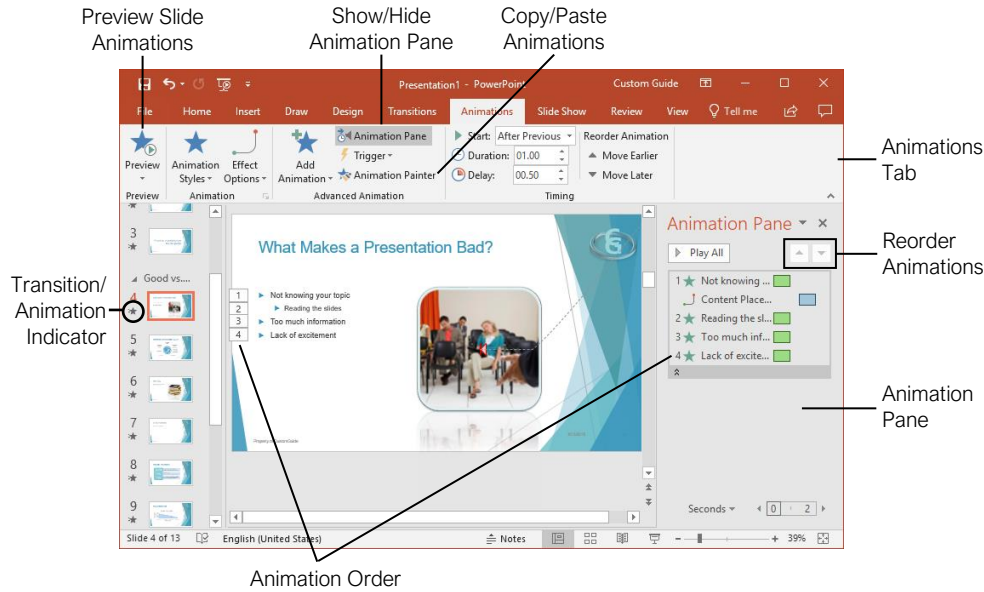 Preview Slide
Animations
Show/Hide
Animation Pane
Copy/Paste
Animations
Presentation1 - PowerPoint
Custom Guide
File Home Insert Draw Design Transitions Animations Slide Show Review View Tell me
Preview
Animation
Styles
Effect
Options
Add
Animation
Animation Pane
Trigger
Animation Painter
Start: After Previous
Duration: 01.00
Delay: 00.50
Reorder Animation
Move Earlier
Move Later
Preview Animation Advanced Animation Timing
Animations
Tab
3
Good vs....
4
5
6
7
8
9
Transition/
Animation
Indicator
What Makes a Presentation Bad?
1 Not knowing your topic
2 Reading the slides
3 Too much information
4 Lack of excitement
Property of CustomGuide
Animation Pane
Play All
1 Not knowing ...
Content Place...
2 Reading the sl...
3 Too much inf...
4 Lack of excite...
Seconds 0 2
Reorder
Animations
Animation
Pane
Slide 4 of 13 English (United States) Notes 39%
Animation Order